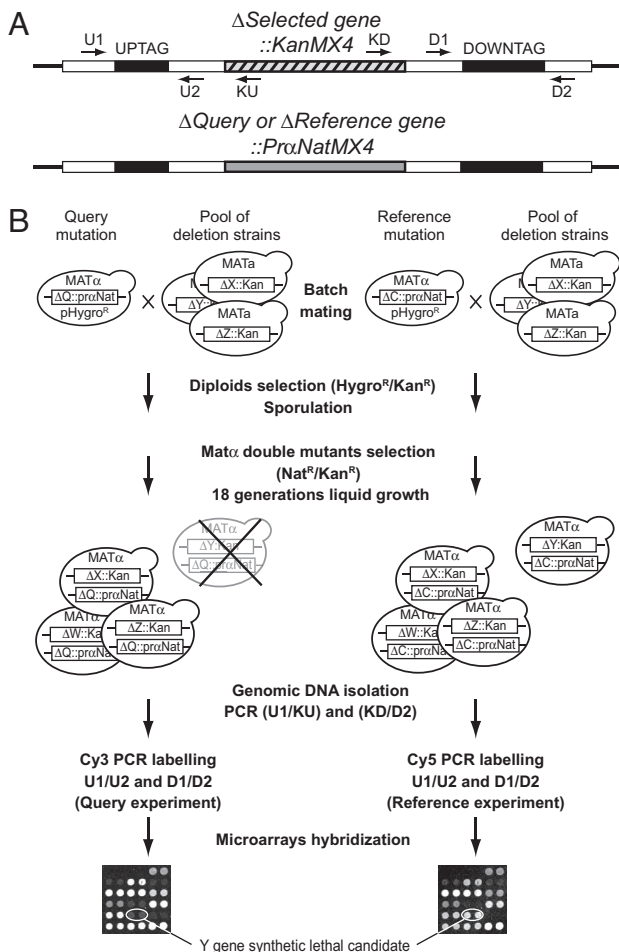 A
ΔSelected gene
::KanMX4
U1 UPTAG KD D1 DOWNTAG
U2 KU D2
ΔQuery or ΔReference gene
::PrαNatMX4
B
Query mutation
Pool of deletion strains
Reference mutation
Pool of deletion strains
MATα
ΔQ::prαNat
pHygroᴿ
×
MATa
ΔX::Kan
ΔY::
MATa
ΔZ::Kan
Batch mating
MATα
ΔC::prαNat
pHygroᴿ
×
MATa
ΔX::Kan
ΔY::
MATa
ΔZ::Kan
Diploids selection (Hygroᴿ/Kanᴿ)
Sporulation
Matα double mutants selection
(Natᴿ/Kanᴿ)
18 generations liquid growth
MATα
ΔY:Kan
ΔQ::prαNat
MATα
ΔX::Kan
ΔQ::prαNat
MATα
ΔW::Ka
ΔQ::prαNat
MATα
ΔZ::Kan
ΔQ::prαNat
MATα
ΔY:Kan
ΔC::prαNat
MATα
ΔX::Kan
ΔC::prαNat
MATα
ΔW::Ka
ΔC::prαNat
MATα
ΔZ::Kan
ΔC::prαNat
Genomic DNA isolation
PCR (U1/KU) and (KD/D2)
Cy3 PCR labelling
U1/U2 and D1/D2
(Query experiment)
Cy5 PCR labelling
U1/U2 and D1/D2
(Reference experiment)
Microarrays hybridization
Y gene synthetic lethal candidate